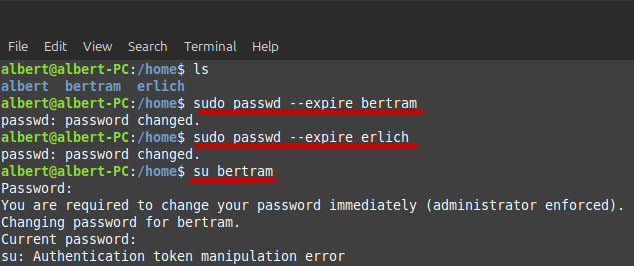 File Edit View Search Terminal Help
albert@albert-PC:/home$ ls
albert bertram erlich
albert@albert-PC:/home$ sudo passwd --expire bertram
passwd: password changed.
albert@albert-PC:/home$ sudo passwd --expire erlich
passwd: password changed.
albert@albert-PC:/home$ su bertram
Password:
You are required to change your password immediately (administrator enforced).
Changing password for bertram.
Current password:
su: Authentication token manipulation error